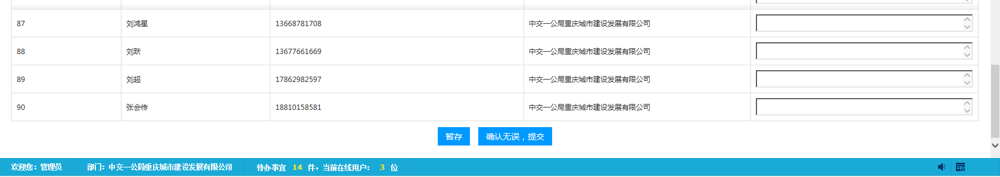 87 刘鸿星 13668781708 中交一公局重庆城市建设发展有限公司
88 刘跃 13677661669 中交一公局重庆城市建设发展有限公司
89 刘超 17862982597 中交一公局重庆城市建设发展有限公司
90 张会传 18810158581 中交一公局重庆城市建设发展有限公司
暂存 确认无误，提交
欢迎您：管理员 部门：中交一公局重庆城市建设发展有限公司 待办事宜 14 件，当前在线用户： 3 位